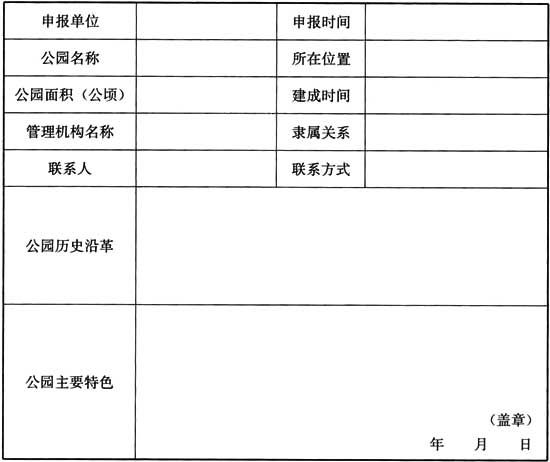 申报单位 申报时间
公园名称 所在位置
公园面积（公顷） 建成时间
管理机构名称 隶属关系
联系人 联系方式
公园历史沿革
公园主要特色
（盖章）
年 月 日